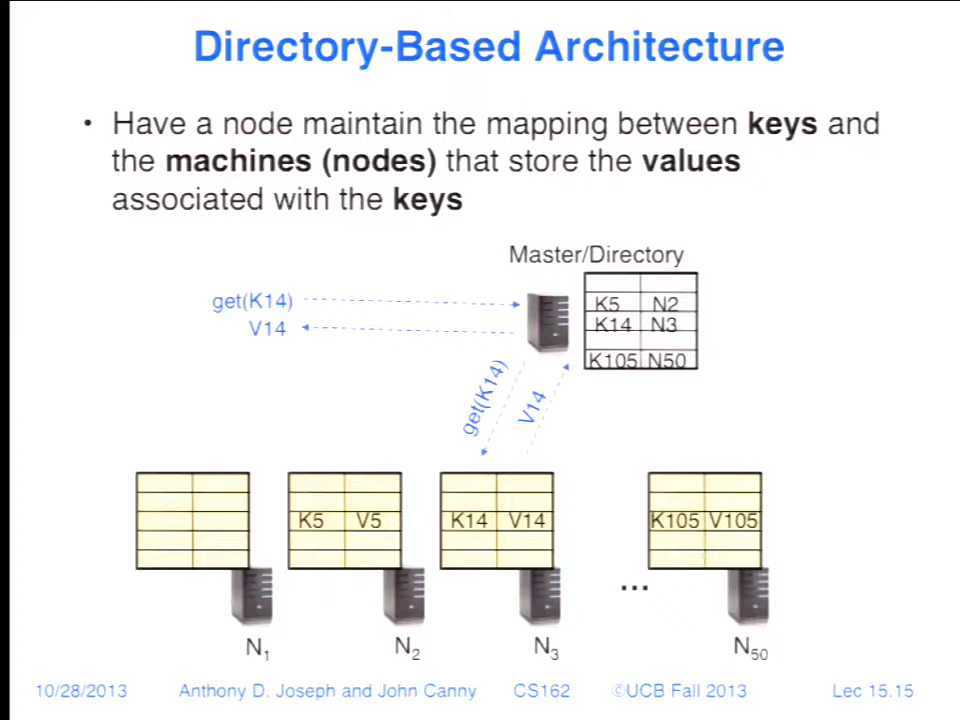 Directory-Based Architecture
• Have a node maintain the mapping between keys and
the machines (nodes) that store the values
associated with the keys
Master/Directory
get(K14)
V14
K5 N2
K14 N3
K105 N50
get(K14)
V14
K5 V5
K14 V14
K105 V105
...
N1
N2
N3
N50
10/28/2013 Anthony D. Joseph and John Canny CS162 ©UCB Fall 2013 Lec 15.15